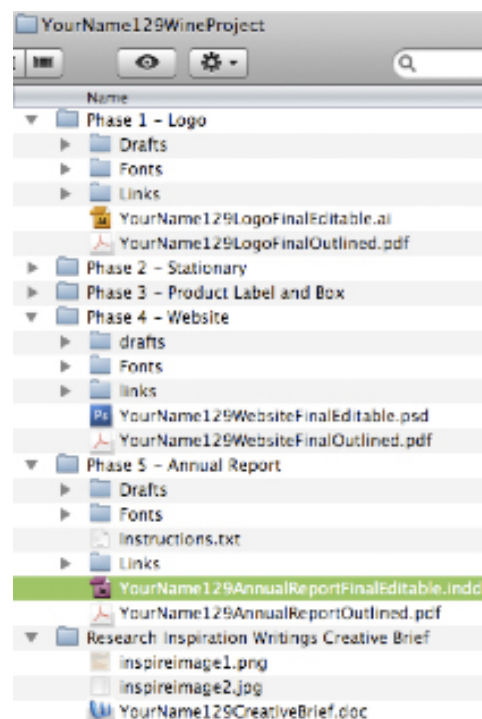 YourName129WineProject
Name
Phase 1 - Logo
Drafts
Fonts
Links
YourName129LogoFinalEditable.ai
YourName129LogoFinalOutlined.pdf
Phase 2 - Stationary
Phase 3 - Product Label and Box
Phase 4 - Website
drafts
Fonts
links
Ps YourName129WebsiteFinalEditable.psd
YourName129WebsiteFinalOutlined.pdf
Phase 5 - Annual Report
Drafts
Fonts
Instructions.txt
Links
YourName129AnnualReportFinalEditable.indd
YourName129AnnualReportOutlined.pdf
Research Inspiration Writings Creative Brief
inspireimage1.png
inspireimage2.jpg
YourName129CreativeBrief.doc